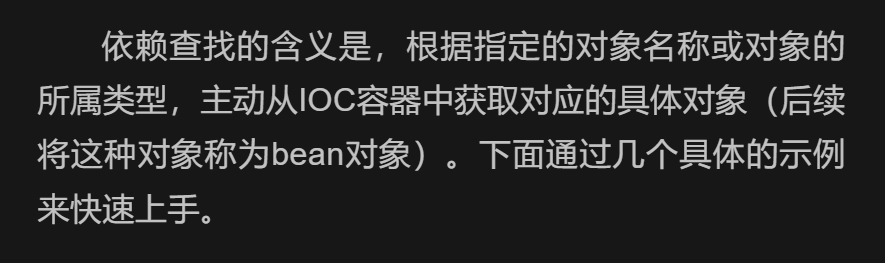 依赖查找的含义是，根据指定的对象名称或对象的
所属类型，主动从IOC容器中获取对应的具体对象（后续
将这种对象称为bean对象）。下面通过几个具体的示例
来快速上手。